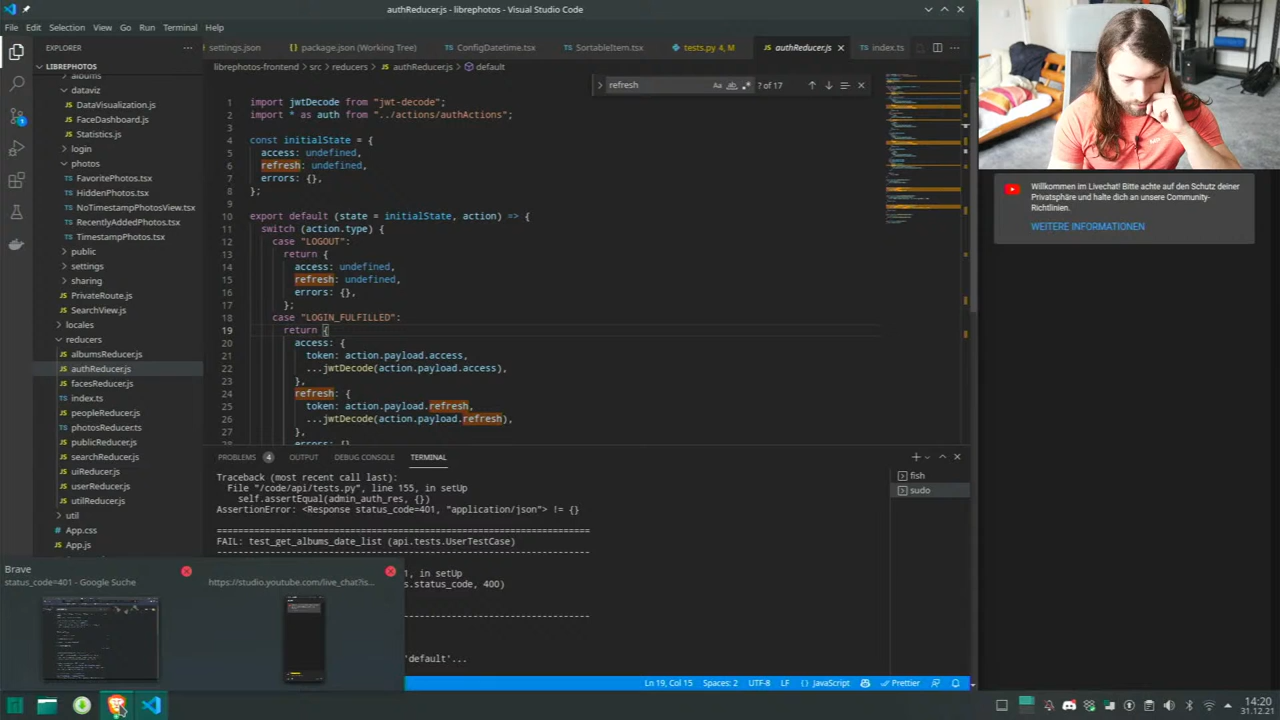 authReducer.js - librephotos - Visual Studio Code
File Edit Selection View Go Run Terminal Help
EXPLORER
LIBREPHOTOS
albums
dataviz
DataVisualization.js
FaceDashboard.js
Statistics.js
login
photos
FavoritePhotos.tsx
HiddenPhotos.tsx
NoTimestampPhotosView.tsx
RecentlyAddedPhotos.tsx
TimestampPhotos.tsx
public
settings
sharing
PrivateRoute.tsx
SearchView.js
locales
reducers
albumsReducer.js
authReducer.js
facesReducer.js
index.ts
peopleReducer.js
photosReducer.ts
publicReducer.js
searchReducer.js
uiReducer.js
userReducer.js
utilReducer.js
util
App.css
App.js
settings.json package.json (Working Tree) ConfigDatetime.tsx SortableItem.tsx tests.py 4, M authReducer.js index.ts
librephotos-frontend > src > reducers > authReducer.js > default
refresh Aa ab ? of 17
1 import jwtDecode from "jwt-decode";
2 import * as auth from "../actions/authActions";
3
4 const initialState = {
5 access: undefined,
6 refresh: undefined,
7 errors: {},
8 };
9
10 export default (state = initialState, action) => {
11 switch (action.type) {
12 case "LOGOUT":
13 return {
14 access: undefined,
15 refresh: undefined,
16 errors: {},
17 };
18 case "LOGIN_FULFILLED":
19 return {
20 access: {
21 token: action.payload.access,
22 ...jwtDecode(action.payload.access),
23 },
24 refresh: {
25 token: action.payload.refresh,
26 ...jwtDecode(action.payload.refresh),
27 },
28 errors: {}
PROBLEMS 4 OUTPUT DEBUG CONSOLE TERMINAL
fish
sudo
Traceback (most recent call last):
File "/code/api/tests.py", line 155, in setUp
self.assertEqual(admin_auth_res, {})
AssertionError: <Response status_code=401, "application/json"> != {}
======================================================================
FAIL: test_get_albums_date_list (api.tests.UserTestCase)
----------------------------------------------------------------------
, in setUp
s.status_code, 400)
'default'...
Brave
status_code=401 - Google Suche
https://studio.youtube.com/live_chat?is...
Ln 19, Col 15 Spaces: 2 UTF-8 LF {} JavaScript Prettier
Willkommen im Livechat! Bitte achte auf den Schutz deiner
Privatsphäre und halte dich an unsere Community-
Richtlinien.
WEITERE INFORMATIONEN
14:20
31.12.21